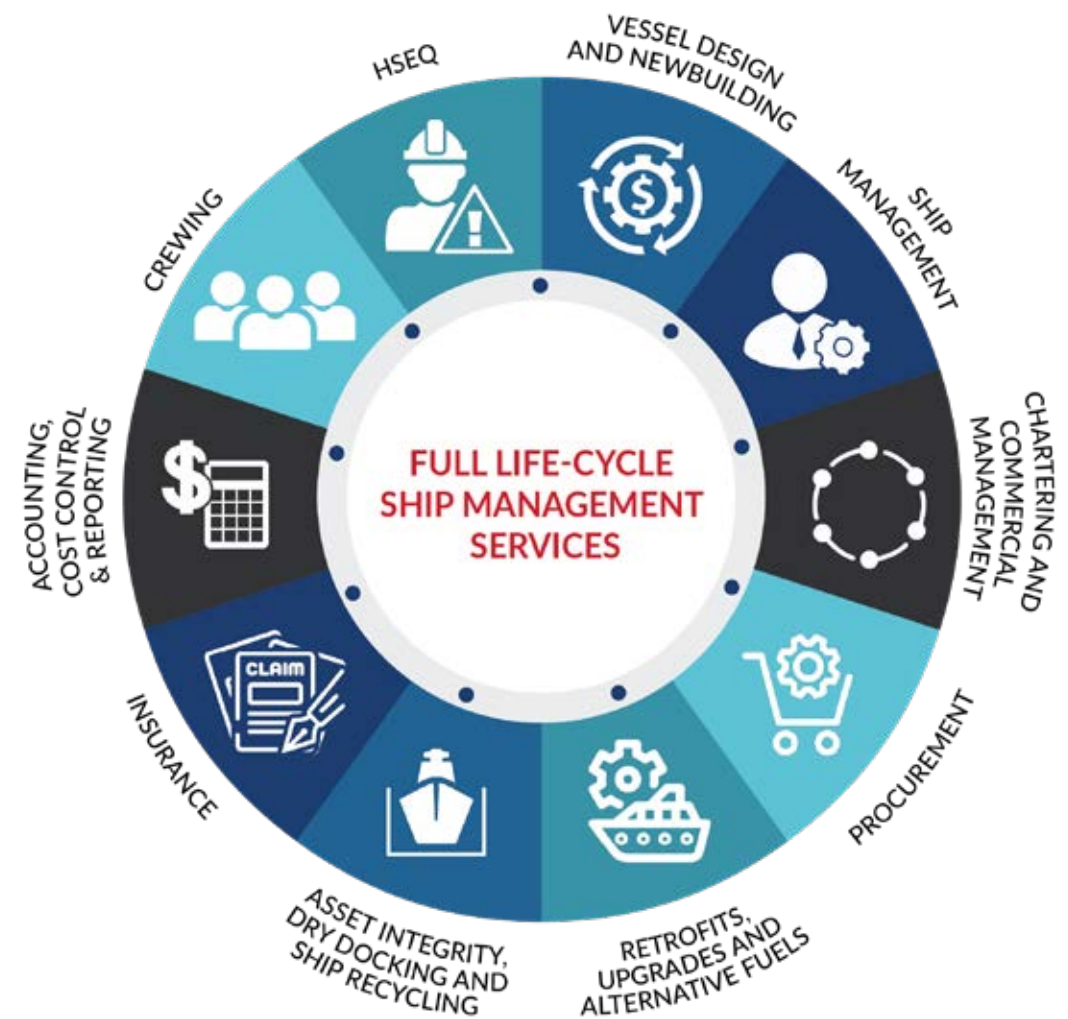 VESSEL DESIGN
AND NEWBUILDING
SHIP
MANAGEMENT
CHARTERING AND
COMMERCIAL
MANAGEMENT
PROCUREMENT
RETROFITS,
UPGRADES AND
ALTERNATIVE FUELS
ASSET INTEGRITY,
DRY DOCKING AND
SHIP RECYCLING
INSURANCE
CLAIM
ACCOUNTING,
COST CONTROL
& REPORTING
$
CREWING
HSEQ
!
$
FULL LIFE-CYCLE
SHIP MANAGEMENT
SERVICES